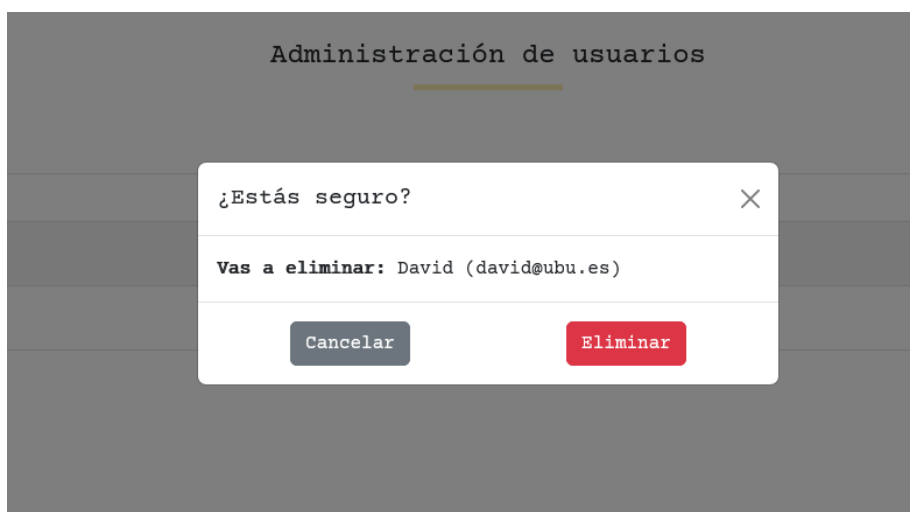 Administración de usuarios
¿Estás seguro?
Vas a eliminar: David (david@ubu.es)
Cancelar Eliminar